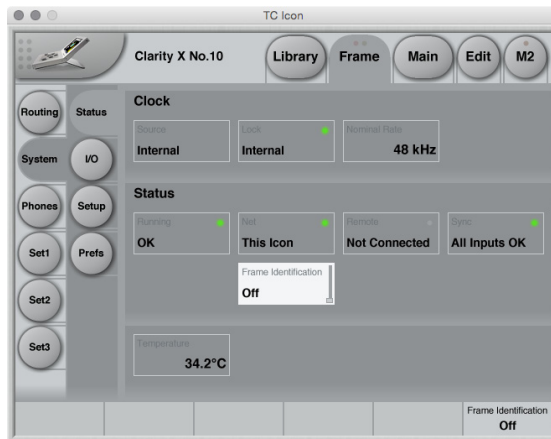 TC Icon
Clarity X No.10
Library
Frame
Main
Edit
M2
Routing
System
Phones
Set1
Set2
Set3
Status
I/O
Setup
Prefs
Clock
Source
Internal
Lock
Internal
Nominal Rate
48 kHz
Status
Running
OK
Net
This Icon
Remote
Not Connected
Sync
All Inputs OK
Frame Identification
Off
Temperature
34.2°C
Frame Identification
Off